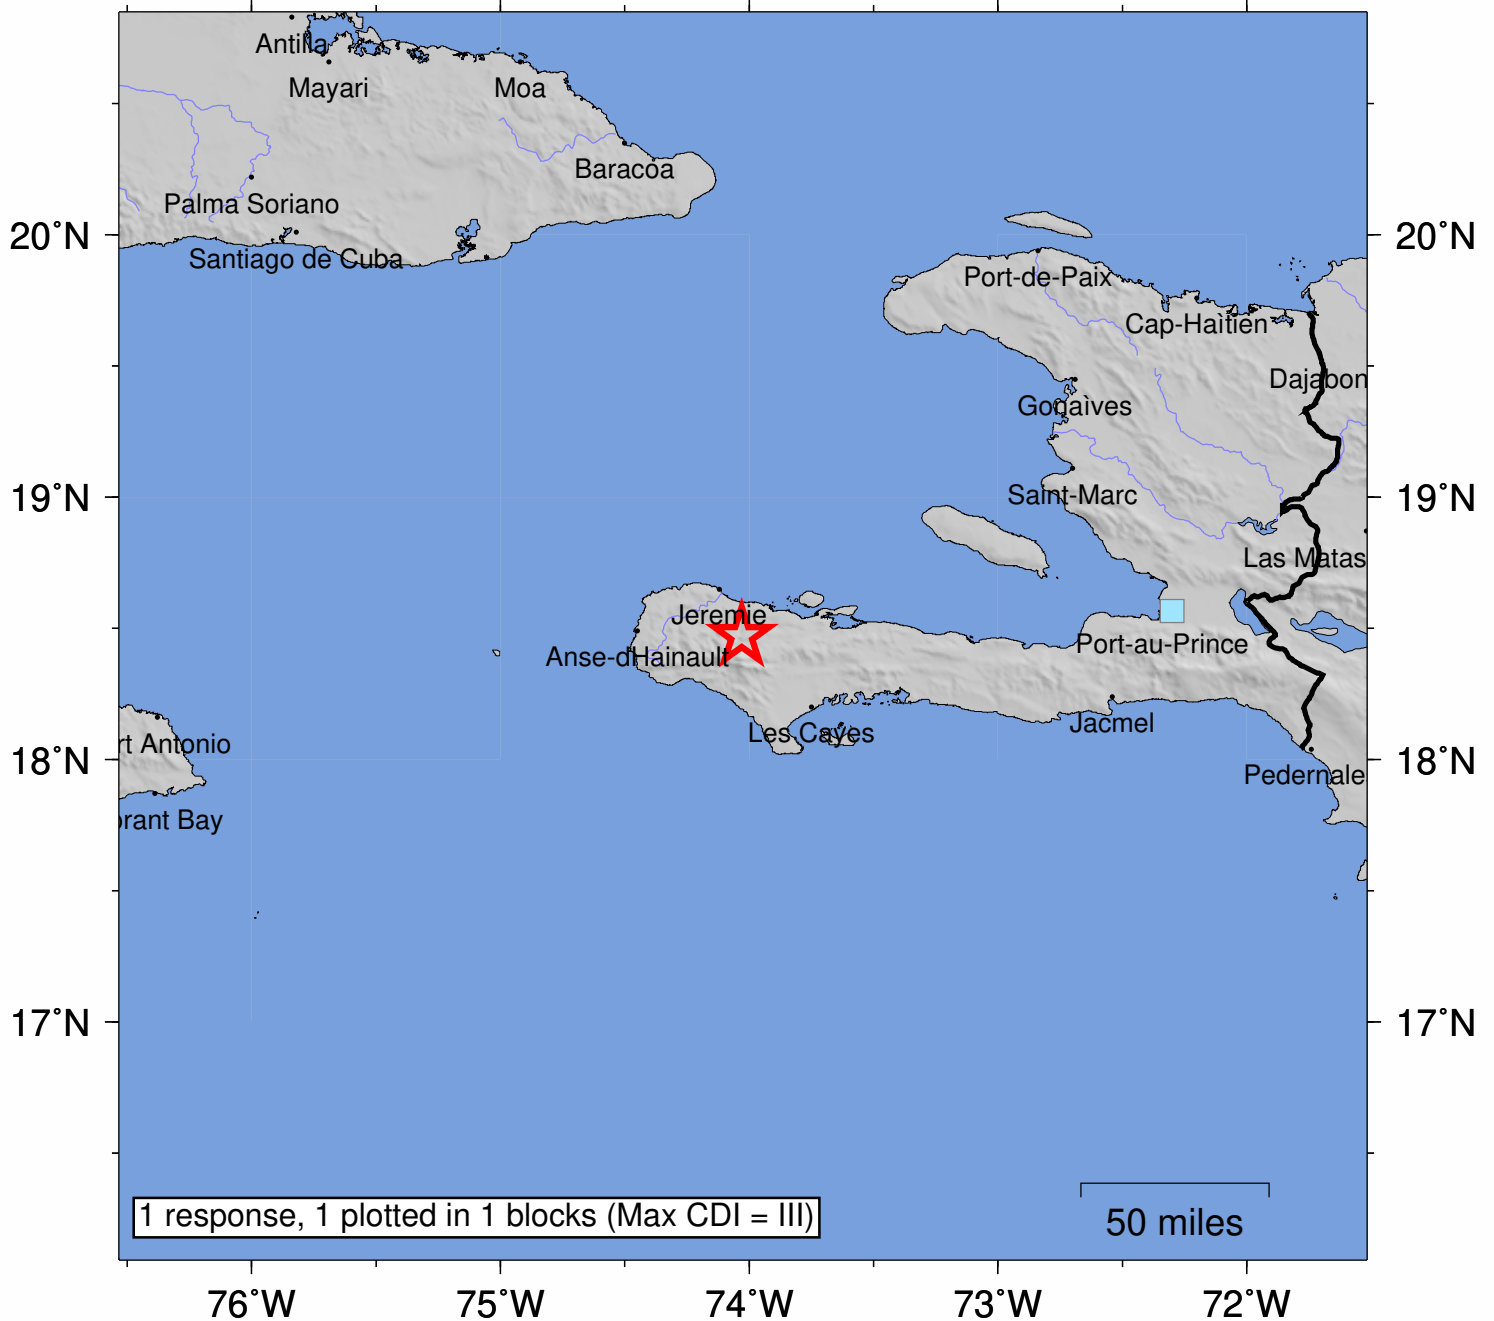 Antilla
Mayari
Moa
Baracoa
Palma Soriano
20°N
20°N
Santiago de Cuba
Port-de-Paix
Cap-Haïtien
Dajabon
Gonaìves
19°N
Saint-Marc
19°N
Las Matas
Jeremie
Port-au-Prince
Anse-dHainault
Jacmel
Les Cayes
rt Antonio
18°N
18°N
Pedernale
orant Bay
17°N
17°N
1 response, 1 plotted in 1 blocks (Max CDI = III)
50 miles
76°W
75°W
74°W
73°W
72°W